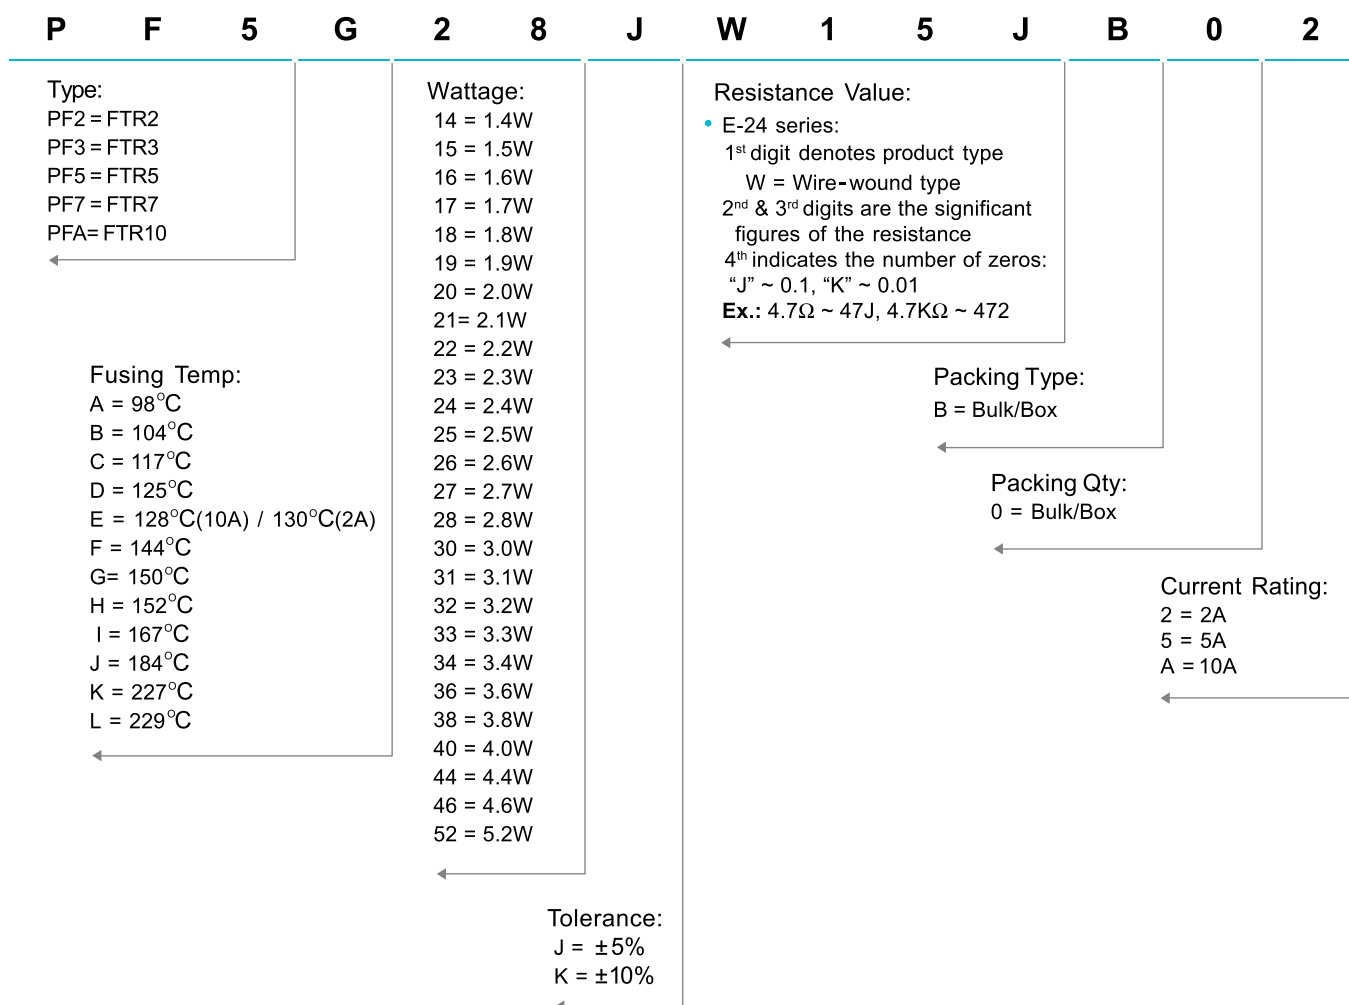 P F 5 G 2 8 J W 1 5 J B 0 2
Type:
PF2 = FTR2
PF3 = FTR3
PF5 = FTR5
PF7 = FTR7
PFA= FTR10
Fusing Temp:
A = 98°C
B = 104°C
C = 117°C
D = 125°C
E = 128°C(10A) / 130°C(2A)
F = 144°C
G= 150°C
H = 152°C
I = 167°C
J = 184°C
K = 227°C
L = 229°C
Wattage:
14 = 1.4W
15 = 1.5W
16 = 1.6W
17 = 1.7W
18 = 1.8W
19 = 1.9W
20 = 2.0W
21= 2.1W
22 = 2.2W
23 = 2.3W
24 = 2.4W
25 = 2.5W
26 = 2.6W
27 = 2.7W
28 = 2.8W
30 = 3.0W
31 = 3.1W
32 = 3.2W
33 = 3.3W
34 = 3.4W
36 = 3.6W
38 = 3.8W
40 = 4.0W
44 = 4.4W
46 = 4.6W
52 = 5.2W
Tolerance:
J = ±5%
K = ±10%
Resistance Value:
• E-24 series:
1st digit denotes product type
W = Wire-wound type
2nd & 3rd digits are the significant
figures of the resistance
4th indicates the number of zeros:
“J” ~ 0.1, “K” ~ 0.01
Ex.: 4.7Ω ~ 47J, 4.7KΩ ~ 472
Packing Type:
B = Bulk/Box
Packing Qty:
0 = Bulk/Box
Current Rating:
2 = 2A
5 = 5A
A = 10A